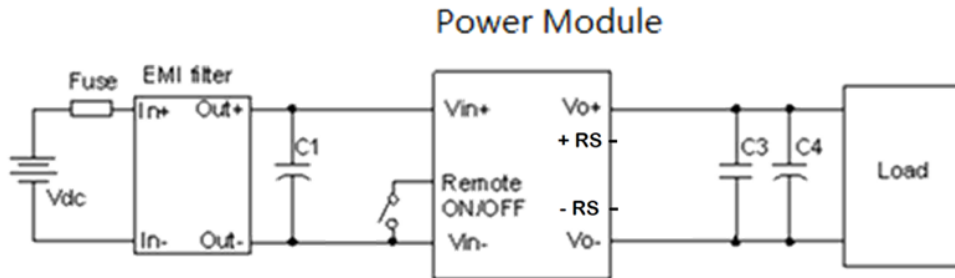 Power Module
Fuse
EMI filter
In+
Out+
Vin+
Vo+
+ RS
C1
C3
C4
Load
Vdc
Remote
ON/OFF
- RS
In-
Out-
Vin-
Vo-